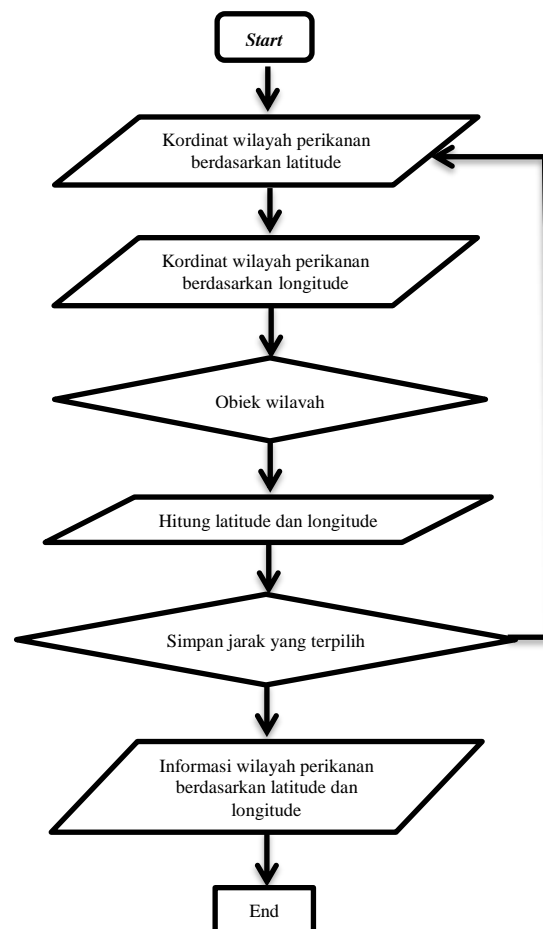 Start
Kordinat wilayah perikanan
berdasarkan latitude
Kordinat wilayah perikanan
berdasarkan longitude
Obiek wilavah
Hitung latitude dan longitude
Simpan jarak yang terpilih
Informasi wilayah perikanan
berdasarkan latitude dan
longitude
End